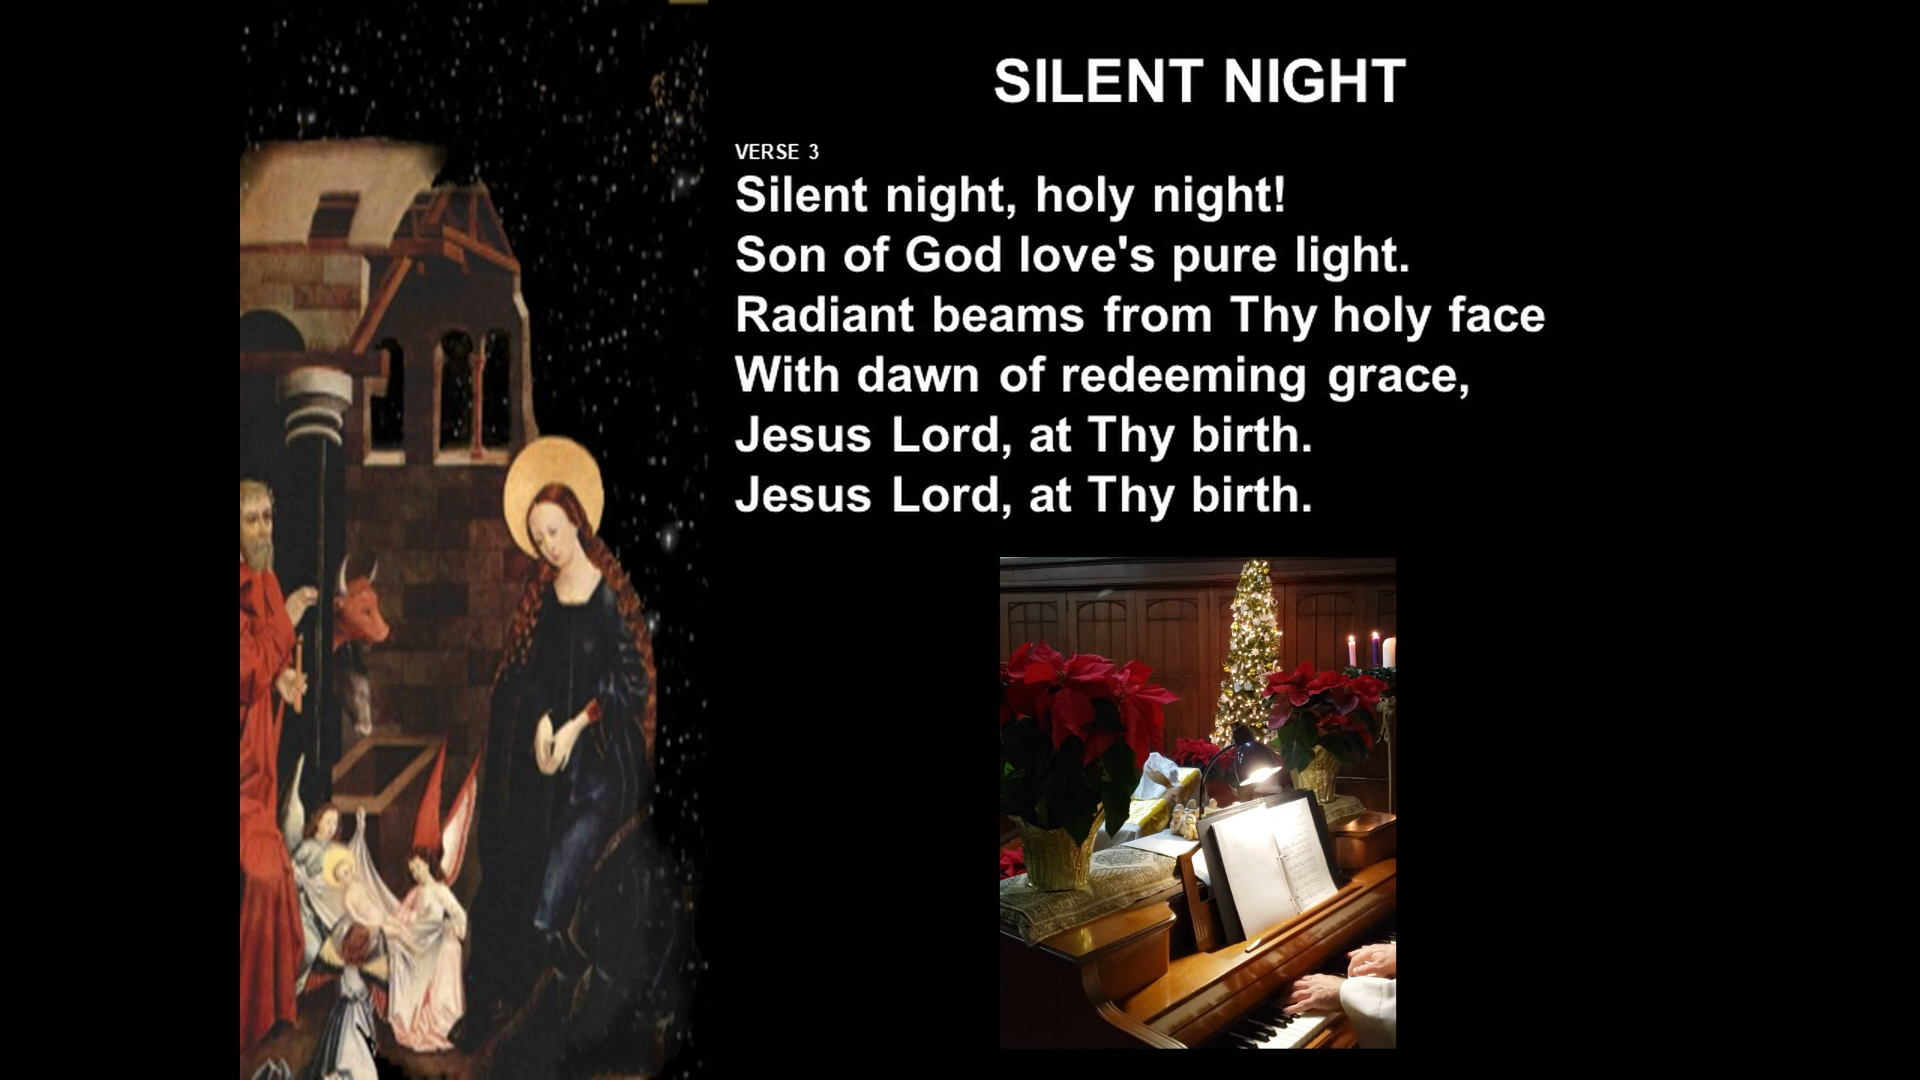 SILENT NIGHT
VERSE 3
Silent night, holy night!
Son of God love's pure light.
Radiant beams from Thy holy face
With dawn of redeeming grace,
Jesus Lord, at Thy birth.
Jesus Lord, at Thy birth.